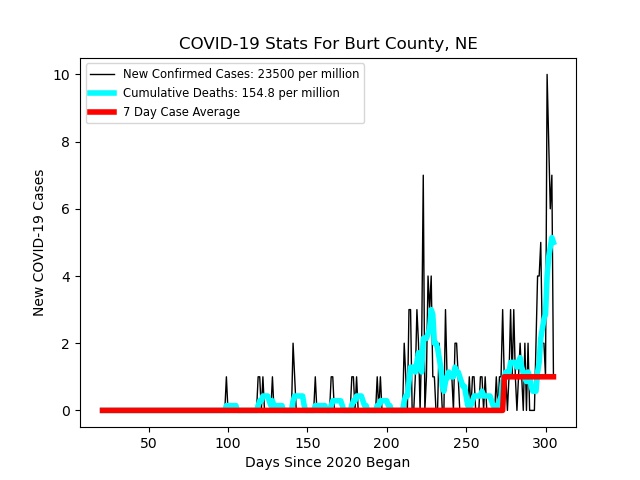 COVID-19 Stats For Burt County, NE
New Confirmed Cases: 23500 per million
Cumulative Deaths: 154.8 per million
7 Day Case Average
10
8
6
4
2
0
New COVID-19 Cases
50 100 150 200 250 300
Days Since 2020 Began